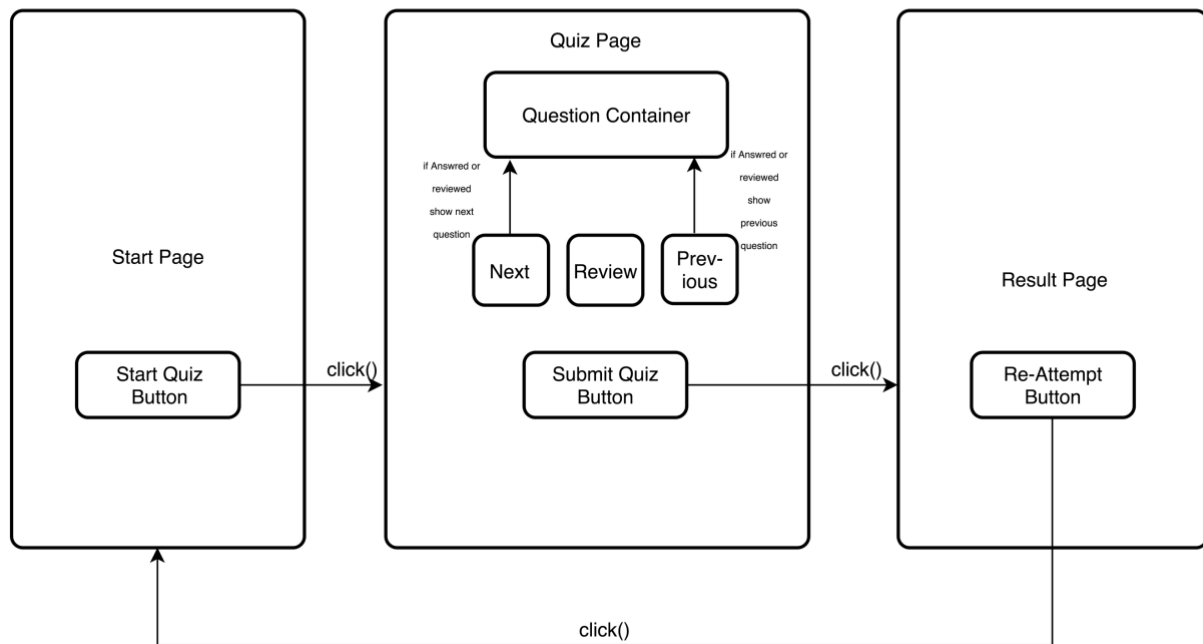 Start Page
Start Quiz
Button
click()
Quiz Page
Question Container
if Answred or
reviewed
show next
question
if Answred or
reviewed
show
previous
question
Next
Review
Prev-
ious
Submit Quiz
Button
click()
Result Page
Re-Attempt
Button
click()